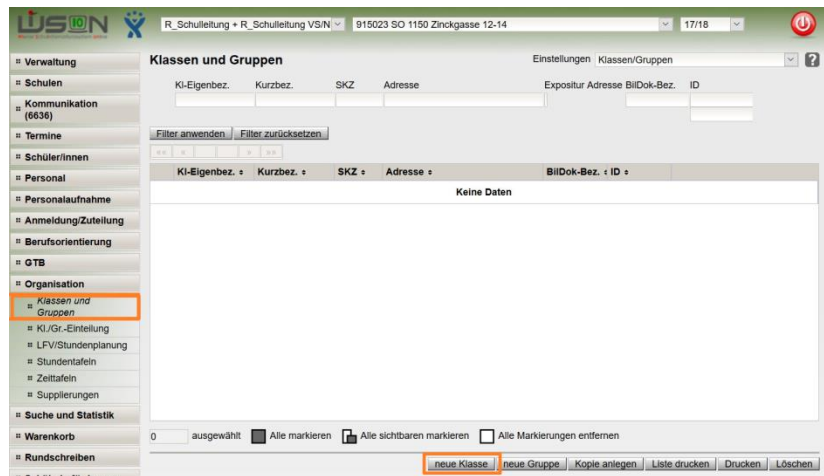 wision
R_Schulleitung + R_Schulleitung VS/N
915023 SO 1150 Zinckgasse 12-14
17/18
Verwaltung
Schulen
Kommunikation
(6636)
Termine
Schüler/innen
Personal
Personalaufnahme
Anmeldung/Zuteilung
Berufsorientierung
GTB
Organisation
Klassen und
Gruppen
Kl./Gr.-Einteilung
LFV/Stundenplanung
Stundentafeln
Zeittafeln
Supplierungen
Suche und Statistik
Warenkorb
Rundschreiben
Klassen und Gruppen
Einstellungen Klassen/Gruppen ?
Kl-Eigenbez. Kurzbez. SKZ Adresse Expositur Adresse BilDok-Bez. ID
Filter anwenden Filter zurücksetzen
Kl-Eigenbez. Kurzbez. SKZ Adresse BilDok-Bez. ID
Keine Daten
0 ausgewählt Alle markieren Alle sichtbaren markieren Alle Markierungen entfernen
neue Klasse neue Gruppe Kopie anlegen Liste drucken Drucken Löschen